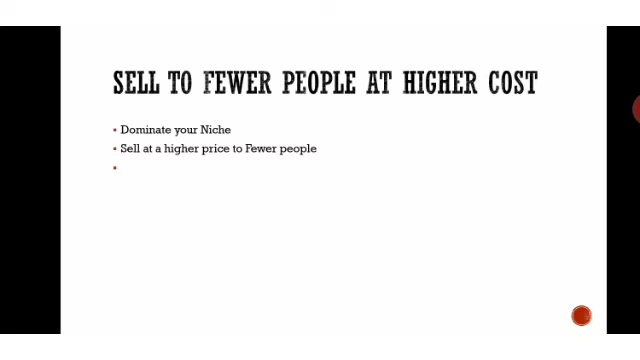 SELL TO FEWER PEOPLE AT HIGHER COST
▪ Dominate your Niche
▪ Sell at a higher price to Fewer people
▪